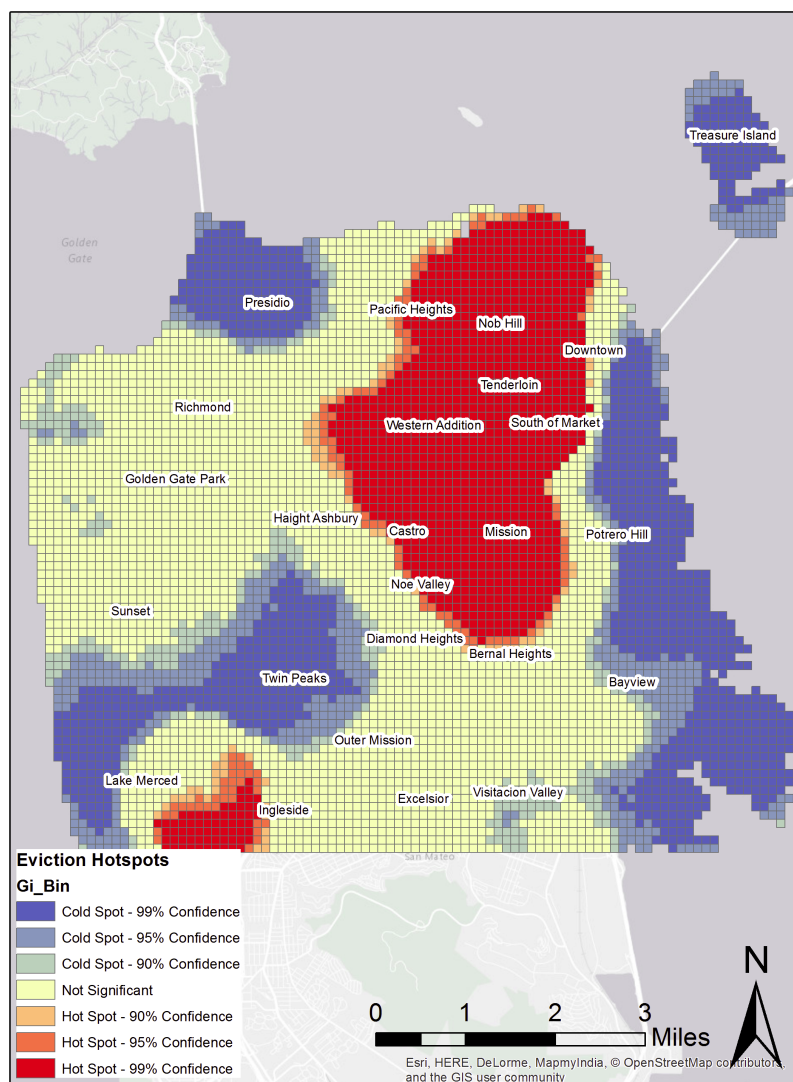 Treasure Island
Golden
Gate
Presidio
Pacific Heights
Nob Hill
Downtown
Tenderloin
Richmond
Western Addition
South of Market
Golden Gate Park
Haight Ashbury
Castro
Mission
Potrero Hill
Noe Valley
Sunset
Diamond Heights
Bernal Heights
Twin Peaks
Bayview
Outer Mission
Lake Merced
Visitacion Valley
Excelsior
Ingleside
San Mateo
Eviction Hotspots
Gi_Bin
Cold Spot - 99% Confidence
Cold Spot - 95% Confidence
Cold Spot - 90% Confidence
Not Significant
Hot Spot - 90% Confidence
Hot Spot - 95% Confidence
Hot Spot - 99% Confidence
N
0 1 2 3
Miles
Esri, HERE, DeLorme, MapmyIndia, © OpenStreetMap contributors,
and the GIS user community